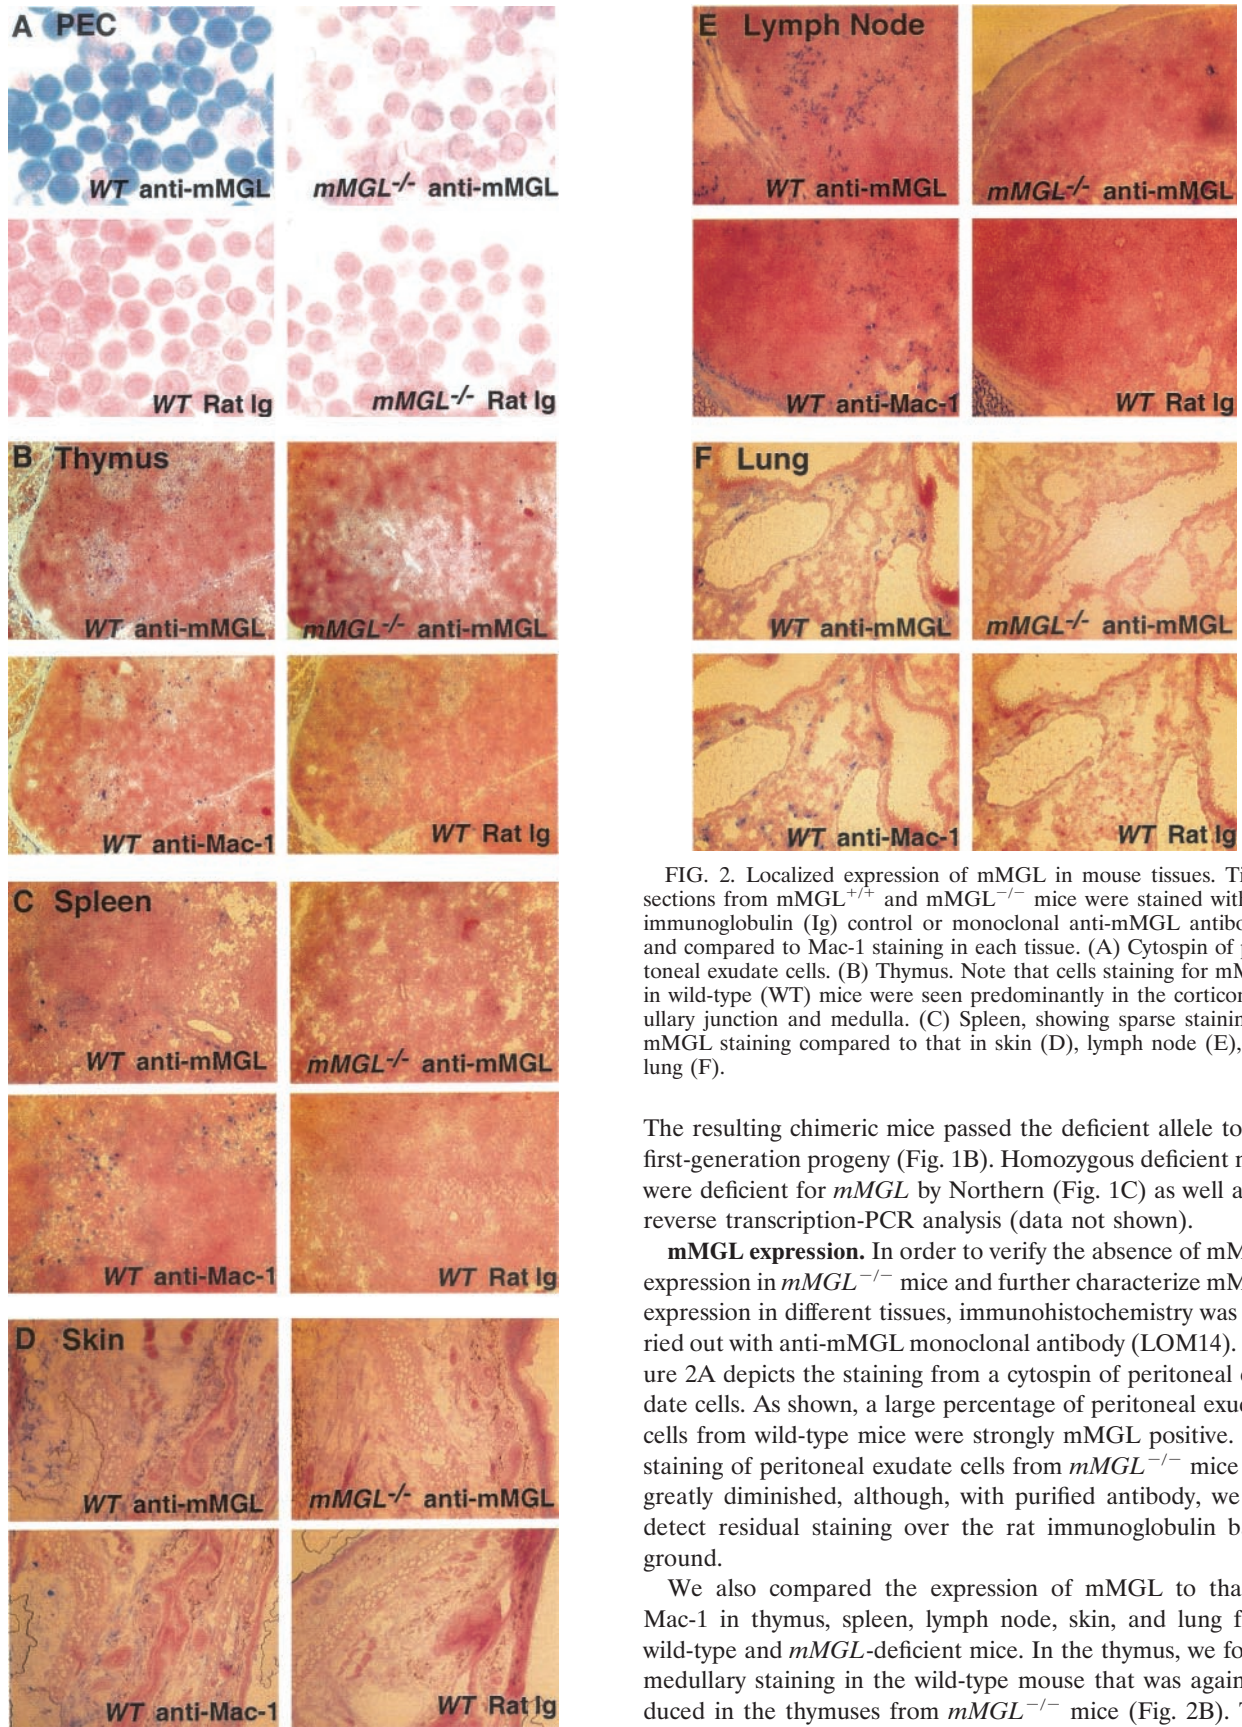 A PEC
WT anti-mMGL
mMGL-/- anti-mMGL
WT Rat Ig
mMGL-/- Rat Ig
B Thymus
WT anti-mMGL
mMGL-/- anti-mMGL
WT anti-Mac-1
WT Rat Ig
C Spleen
WT anti-mMGL
mMGL-/- anti-mMGL
WT anti-Mac-1
WT Rat Ig
D Skin
WT anti-mMGL
mMGL-/- anti-mMGL
WT anti-Mac-1
WT Rat Ig
E Lymph Node
WT anti-mMGL
mMGL-/- anti-mMGL
WT anti-Mac-1
WT Rat Ig
F Lung
WT anti-mMGL
mMGL-/- anti-mMGL
WT anti-Mac-1
WT Rat Ig
FIG. 2. Localized expression of mMGL in mouse tissues. Ti
sections from mMGL+/+ and mMGL−/− mice were stained with
immunoglobulin (Ig) control or monoclonal anti-mMGL antibo
and compared to Mac-1 staining in each tissue. (A) Cytospin of
toneal exudate cells. (B) Thymus. Note that cells staining for mM
in wild-type (WT) mice were seen predominantly in the corticon
ullary junction and medulla. (C) Spleen, showing sparse stainin
mMGL staining compared to that in skin (D), lymph node (E),
lung (F).
The resulting chimeric mice passed the deficient allele to
first-generation progeny (Fig. 1B). Homozygous deficient
were deficient for mMGL by Northern (Fig. 1C) as well a
reverse transcription-PCR analysis (data not shown).
mMGL expression. In order to verify the absence of mM
expression in mMGL−/− mice and further characterize mM
expression in different tissues, immunohistochemistry was
ried out with anti-mMGL monoclonal antibody (LOM14).
ure 2A depicts the staining from a cytospin of peritoneal
date cells. As shown, a large percentage of peritoneal exud
cells from wild-type mice were strongly mMGL positive.
staining of peritoneal exudate cells from mMGL−/− mice
greatly diminished, although, with purified antibody, we
detect residual staining over the rat immunoglobulin b
ground.
We also compared the expression of mMGL to tha
Mac-1 in thymus, spleen, lymph node, skin, and lung f
wild-type and mMGL-deficient mice. In the thymus, we fo
medullary staining in the wild-type mouse that was again
duced in the thymuses from mMGL−/− mice (Fig. 2B).